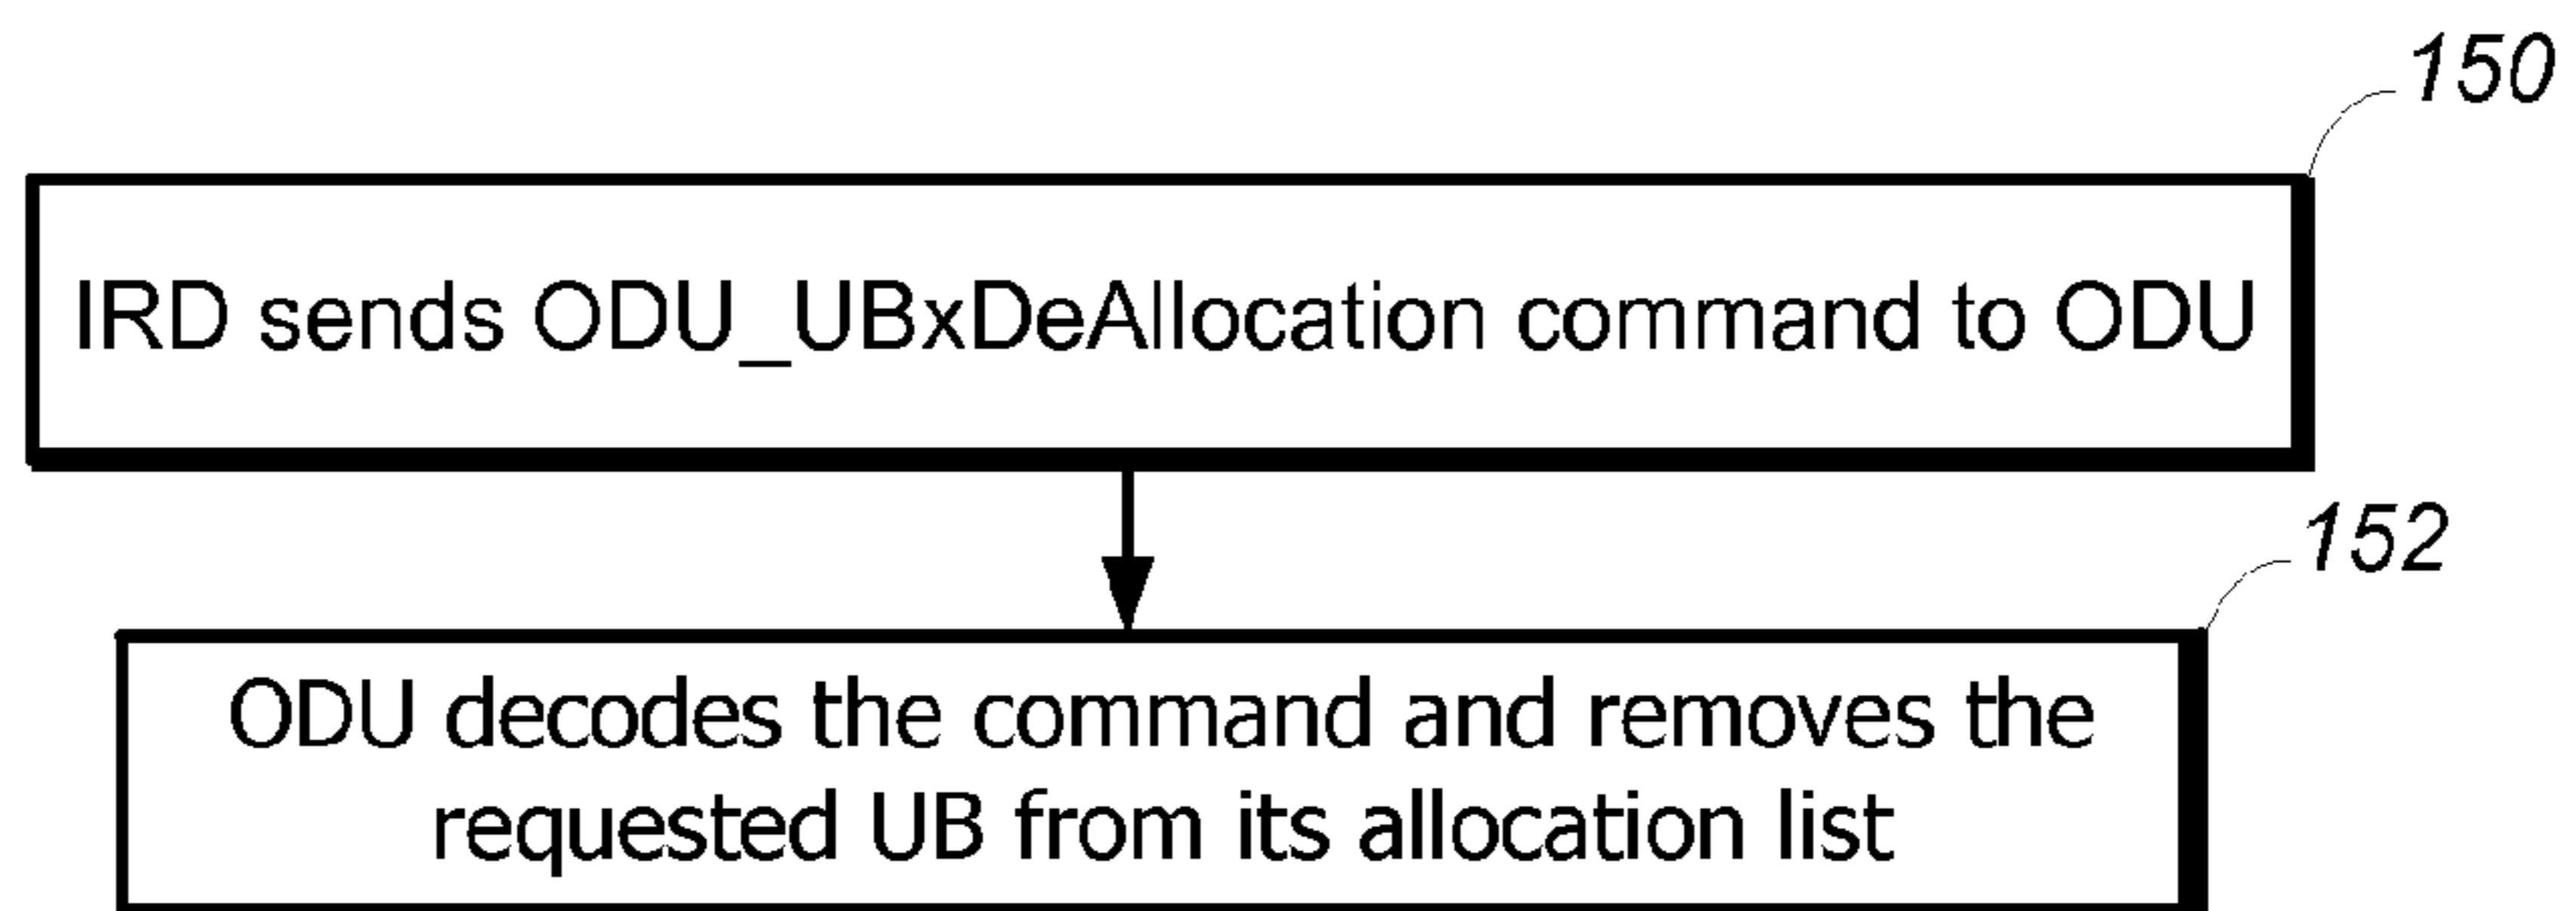 150
IRD sends ODU_UBxDeAllocation command to ODU
152
ODU decodes the command and removes the
requested UB from its allocation list